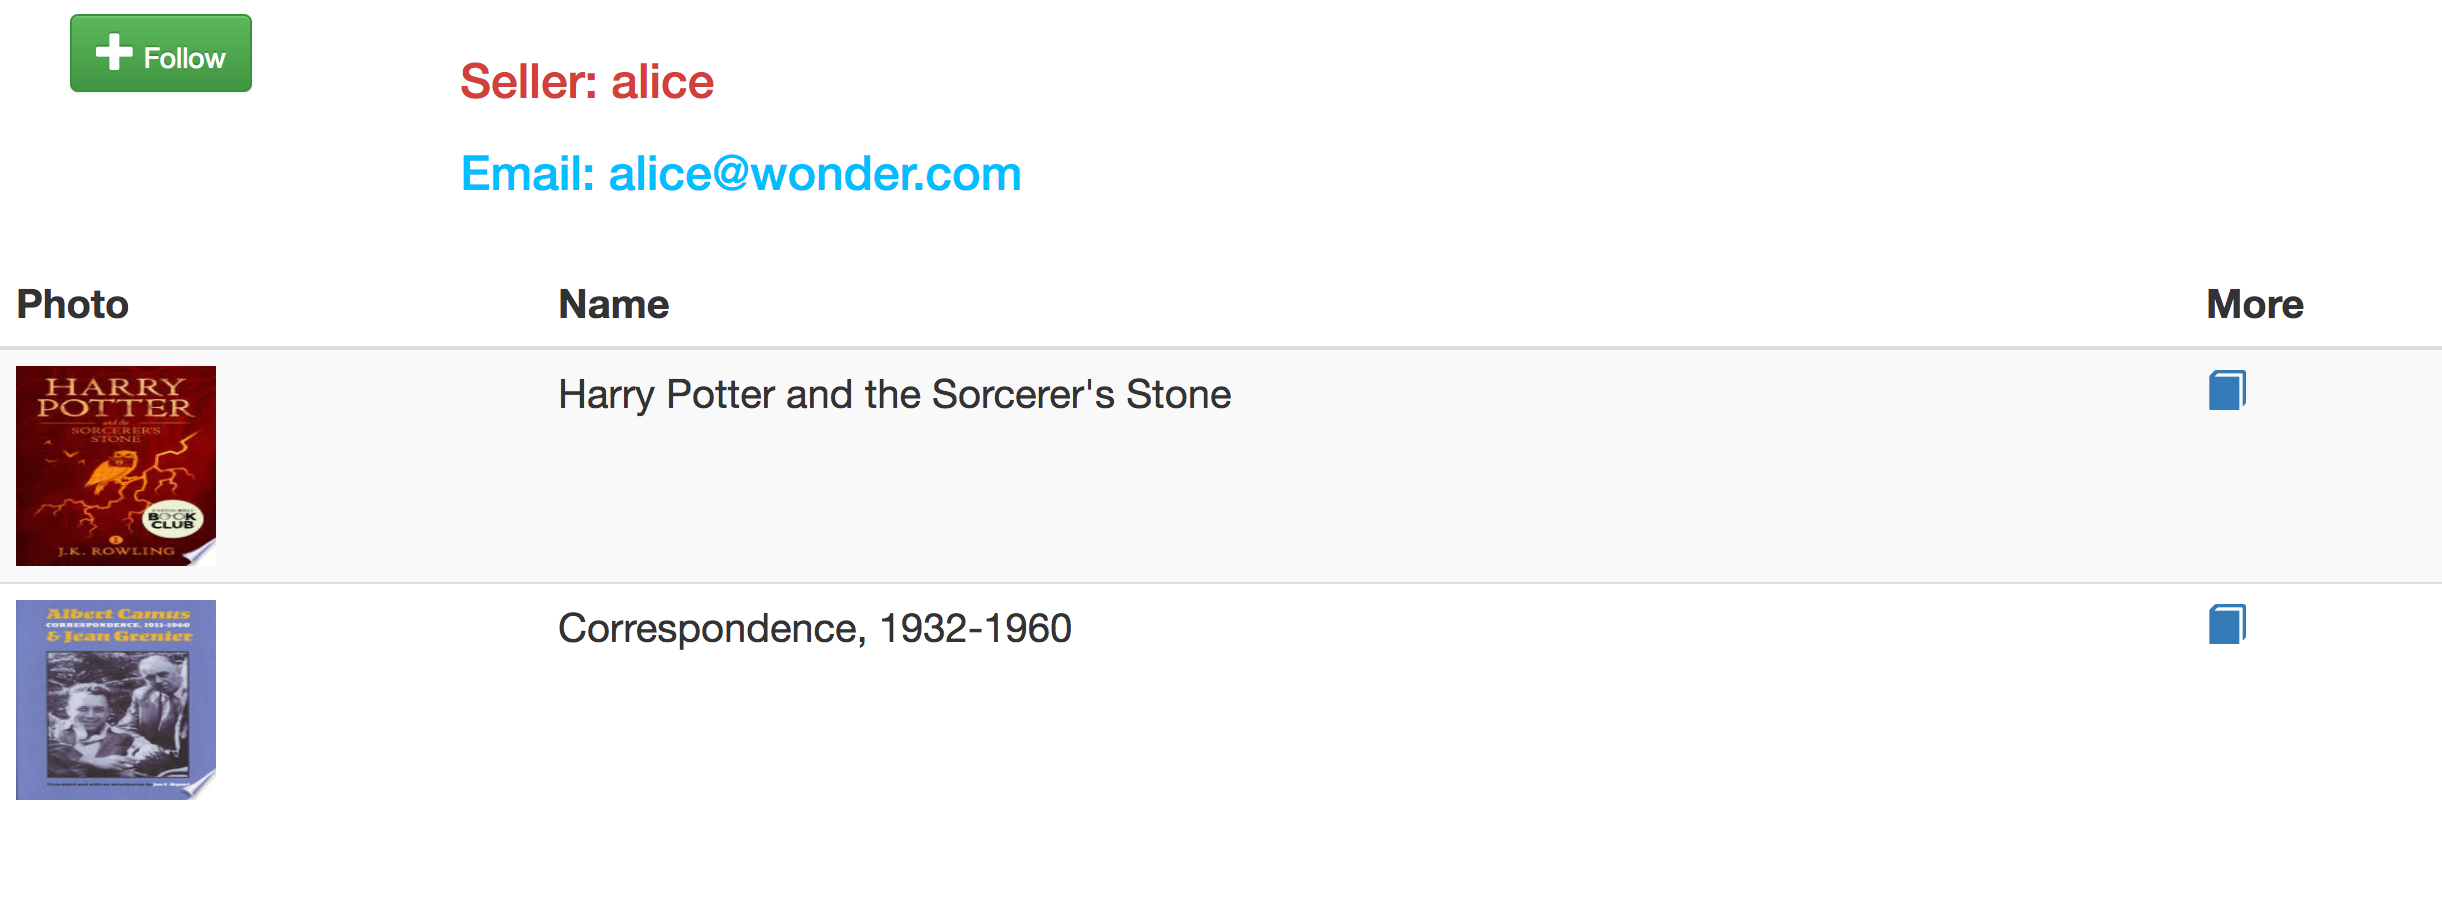 Follow
Seller: alice
Email: alice@wonder.com
Photo
Name
More
HARRY
POTTER
and the
SORCERER'S
STONE
BOOK
CLUB
1
J.K. ROWLING
Harry Potter and the Sorcerer's Stone
Albert Camus
CORRESPONDENCE, 1932-1960
& Jean Grenier
Correspondence, 1932-1960